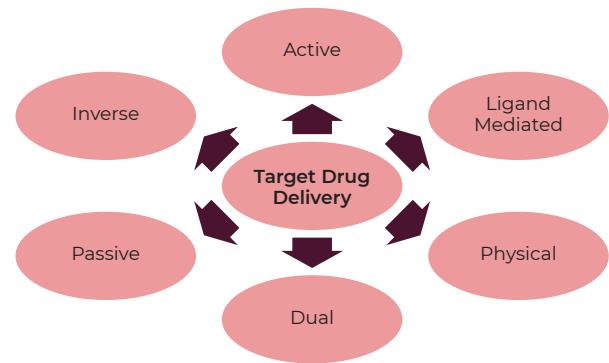 Active
Inverse
Ligand
Mediated
Target Drug
Delivery
Passive
Physical
Dual